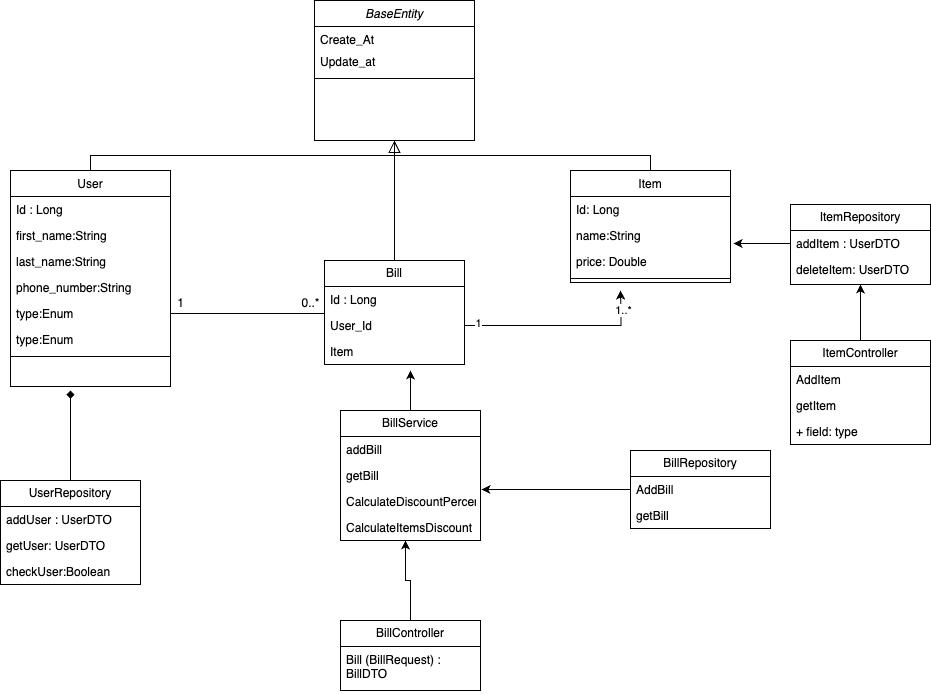 BaseEntity
Create_At
Update_at
User
Id : Long
first_name:String
last_name:String
phone_number:String
type:Enum
type:Enum
Item
Id: Long
name:String
price: Double
ItemRepository
addItem : UserDTO
deleteItem: UserDTO
Bill
Id : Long
User_Id
Item
1
0..*
1
1..*
ItemController
AddItem
getItem
+ field: type
BillService
addBill
getBill
CalculateDiscountPercer
CalculateItemsDiscount
BillRepository
AddBill
getBill
UserRepository
addUser : UserDTO
getUser: UserDTO
checkUser:Boolean
BillController
Bill (BillRequest) :
BillDTO